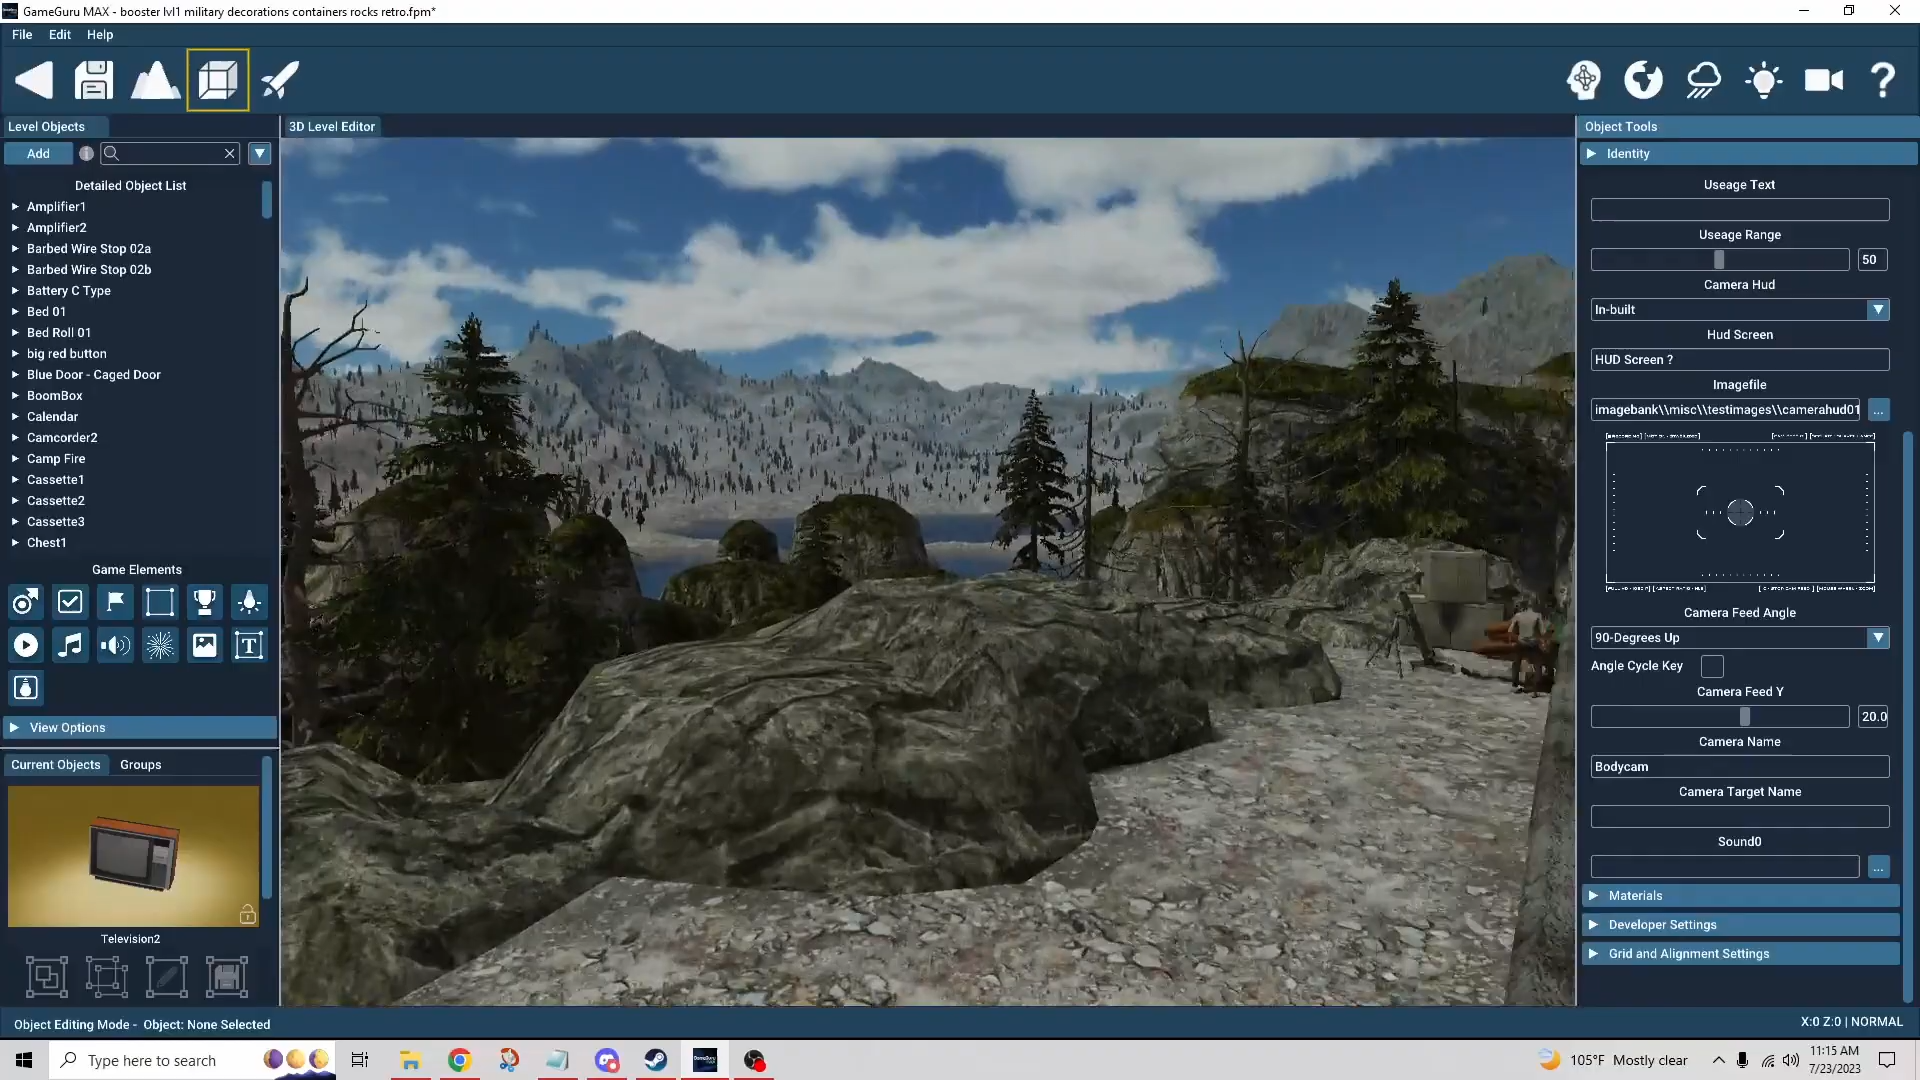 GameGuru MAX - booster lvl1 military decorations containers rocks retro.fpm*
File Edit Help
Level Objects
3D Level Editor
Object Tools
Add
Identity
Detailed Object List
Amplifier1
Amplifier2
Barbed Wire Stop 02a
Barbed Wire Stop 02b
Battery C Type
Bed 01
Bed Roll 01
big red button
Blue Door - Caged Door
BoomBox
Calendar
Camcorder2
Camp Fire
Cassette1
Cassette2
Cassette3
Chest1
Game Elements
View Options
Current Objects Groups
Television2
Object Editing Mode - Object: None Selected
Useage Text
Useage Range
50
Camera Hud
In-built
Hud Screen
HUD Screen ?
Imagefile
imagebank\\misc\\testimages\\camerahud01
...
Camera Feed Angle
90-Degrees Up
Angle Cycle Key
Camera Feed Y
20.0
Camera Name
Bodycam
Camera Target Name
Sound0
...
Materials
Developer Settings
Grid and Alignment Settings
X:0 Z:0 | NORMAL
Type here to search
105°F Mostly clear
11:15 AM
7/23/2023